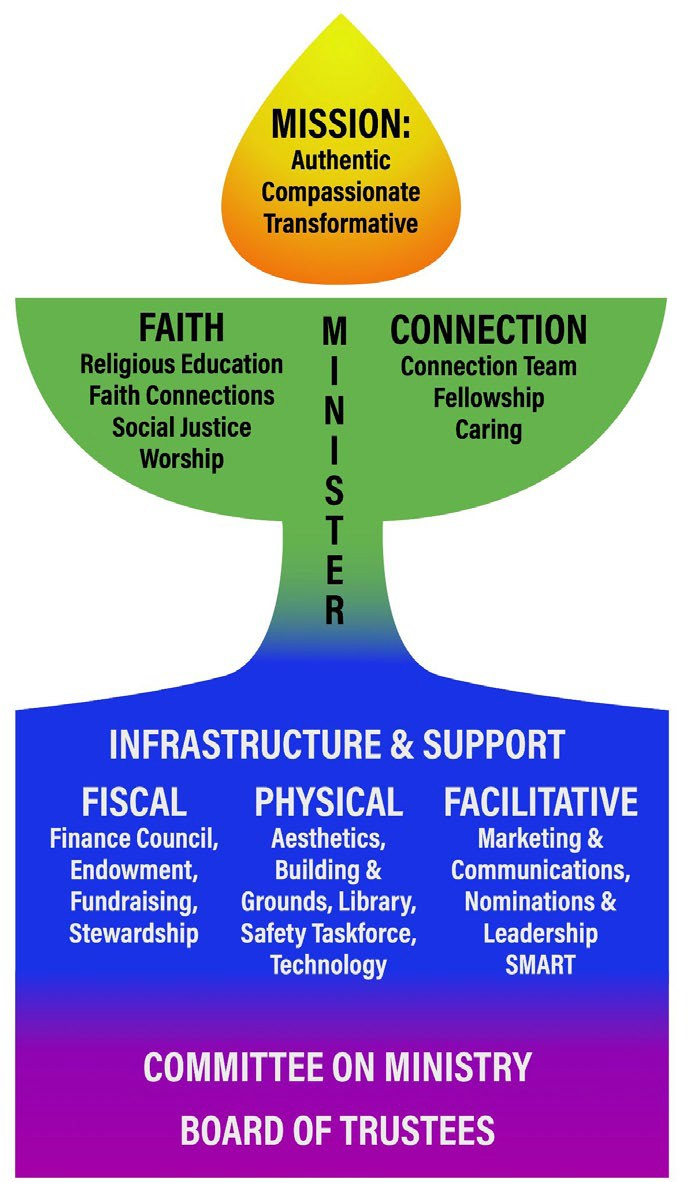 MISSION:
Authentic
Compassionate
Transformative
FAITH
Religious Education
Faith Connections
Social Justice
Worship
MINISTER
CONNECTION
Connection Team
Fellowship
Caring
INFRASTRUCTURE & SUPPORT
FISCAL
Finance Council,
Endowment,
Fundraising,
Stewardship
PHYSICAL
Aesthetics,
Building &
Grounds, Library,
Safety Taskforce,
Technology
FACILITATIVE
Marketing &
Communications,
Nominations &
Leadership
SMART
COMMITTEE ON MINISTRY
BOARD OF TRUSTEES